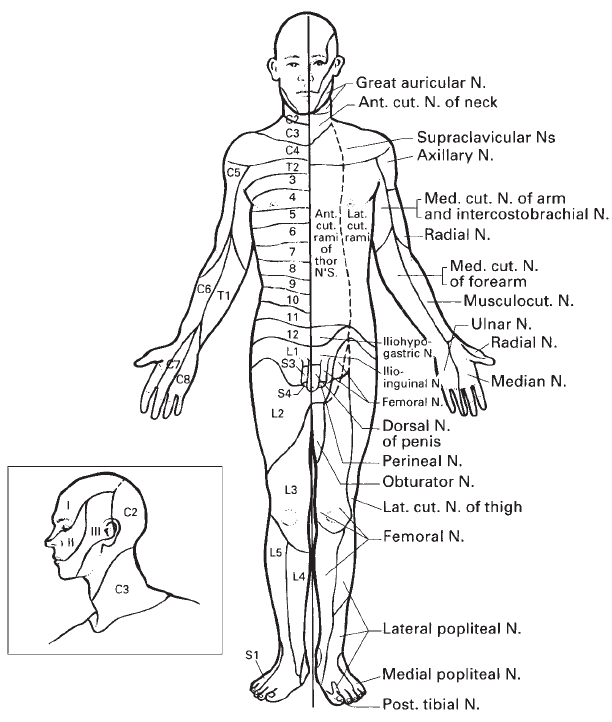 Great auricular N.
Ant. cut. N. of neck
C2
C3
C4
T2
3
4
5
6
7
8
9
10
11
12
L1
S3
S4
L2
L3
L5
L4
S1
C5
C6
T1
C7
C8
Supraclavicular Ns
Axillary N.
Ant.
cut.
rami
of
thor
N'S.
Lat.
cut.
rami
Med. cut. N. of arm
and intercostobrachial N.
Radial N.
Med. cut. N.
of forearm
Musculocut. N.
Ulnar N.
Radial N.
Median N.
Iliohypo-
gastric N
Ilio-
inguinal N
Femoral N.
Dorsal N.
of penis
Perineal N.
Obturator N.
Lat. cut. N. of thigh
Femoral N.
Lateral popliteal N.
Medial popliteal N.
Post. tibial N.
I
II
III
C2
C3